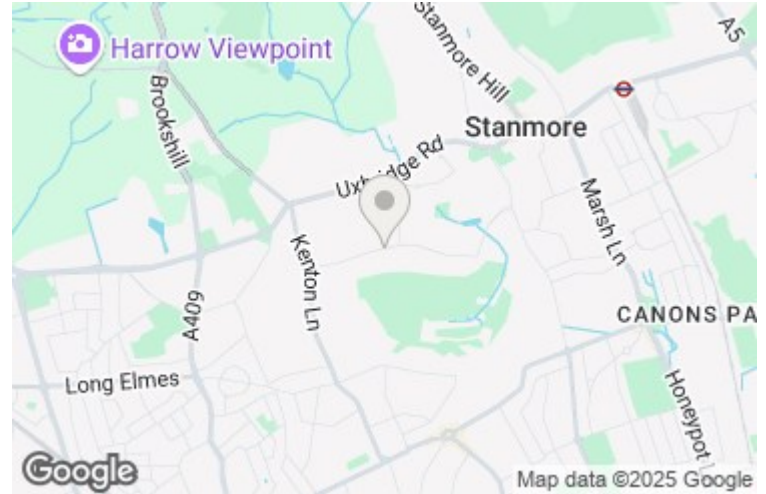 Harrow Viewpoint
Brookshill
Stanmore Hill
A5
Stanmore
Uxbridge Rd
Marsh Ln
Kenton Ln
A409
CANONS PA
Long Elmes
Honeypot L
Google
Map data ©2025 Google